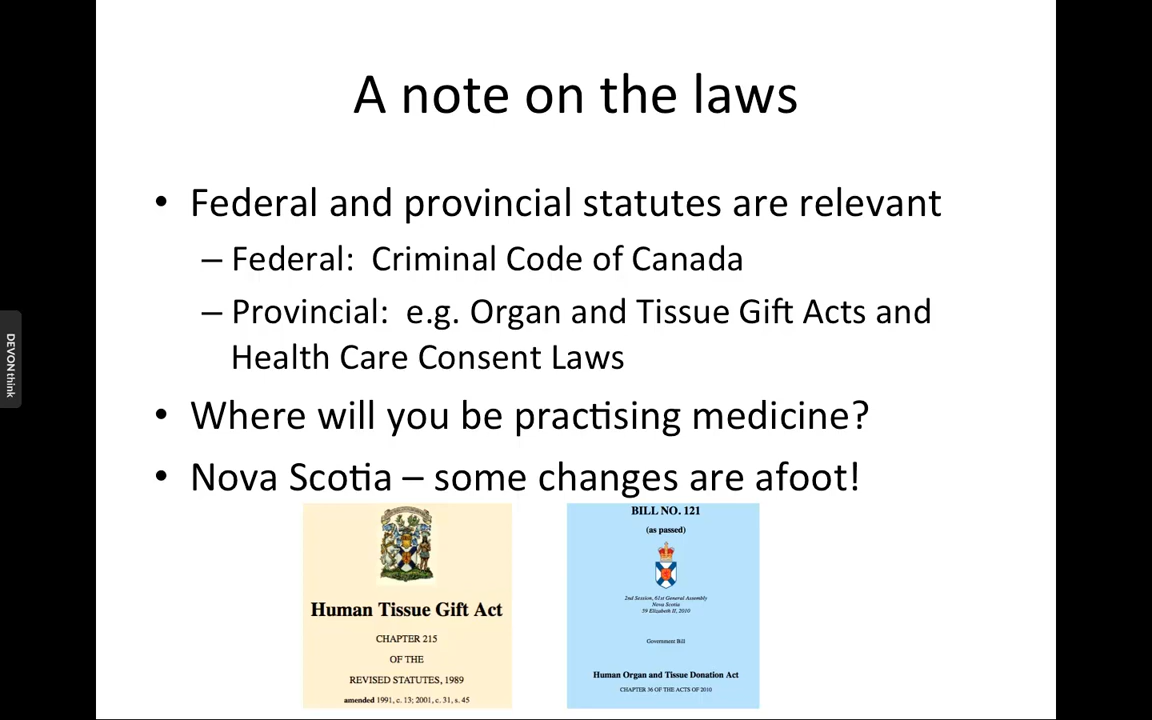 A note on the laws
• Federal and provincial statutes are relevant
– Federal: Criminal Code of Canada
– Provincial: e.g. Organ and Tissue Gift Acts and
Health Care Consent Laws
• Where will you be practising medicine?
• Nova Scotia – some changes are afoot!
Human Tissue Gift Act
CHAPTER 215
OF THE
REVISED STATUTES, 1989
amended 1991, c. 13; 2001, c. 31, s. 45
BILL NO. 121
(as passed)
2nd Session, 61st General Assembly
Nova Scotia
59 Elizabeth II, 2010
Government Bill
Human Organ and Tissue Donation Act
CHAPTER 36 OF THE ACTS OF 2010
DEVONthink